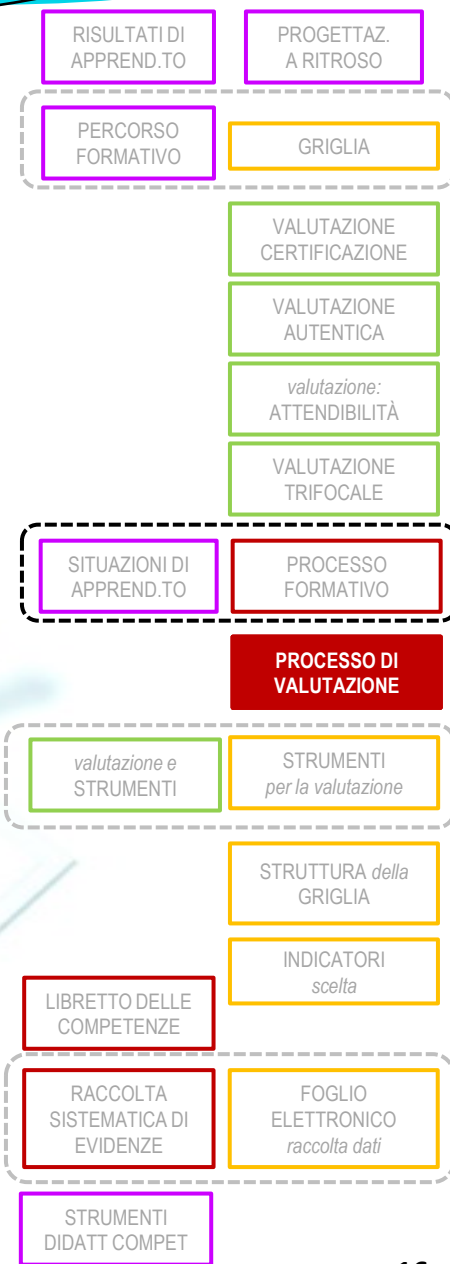 RISULTATI DI
APPREND.TO
PROGETTAZ.
A RITROSO
PERCORSO
FORMATIVO
GRIGLIA
VALUTAZIONE
CERTIFICAZIONE
VALUTAZIONE
AUTENTICA
valutazione:
ATTENDIBILITÀ
VALUTAZIONE
TRIFOCALE
SITUAZIONI DI
APPREND.TO
PROCESSO
FORMATIVO
PROCESSO DI
VALUTAZIONE
valutazione e
STRUMENTI
STRUMENTI
per la valutazione
STRUTTURA della
GRIGLIA
INDICATORI
scelta
LIBRETTO DELLE
COMPETENZE
RACCOLTA
SISTEMATICA DI
EVIDENZE
FOGLIO
ELETTRONICO
raccolta dati
STRUMENTI
DIDATT COMPET